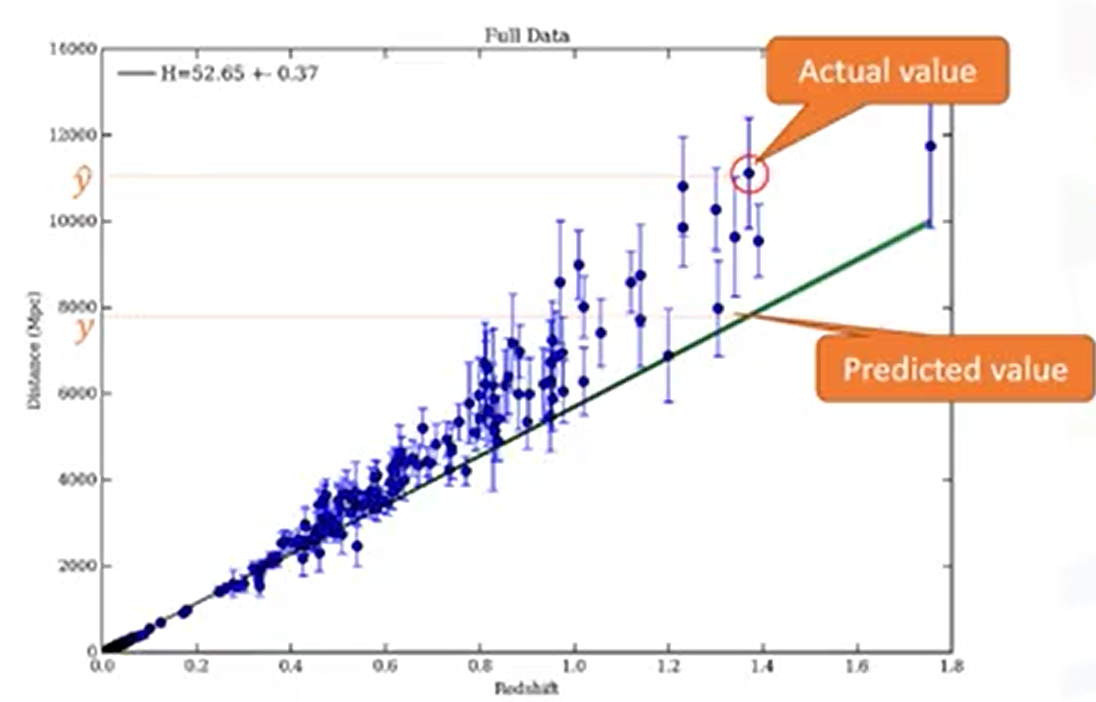 Full Data
H=52.65 +- 0.37
Actual value
16000
14000
12000
ŷ
10000
8000
y
6000
4000
2000
0
Distance (Mpc)
Predicted value
0.0 0.2 0.4 0.6 0.8 1.0 1.2 1.4 1.6 1.8
Redshift